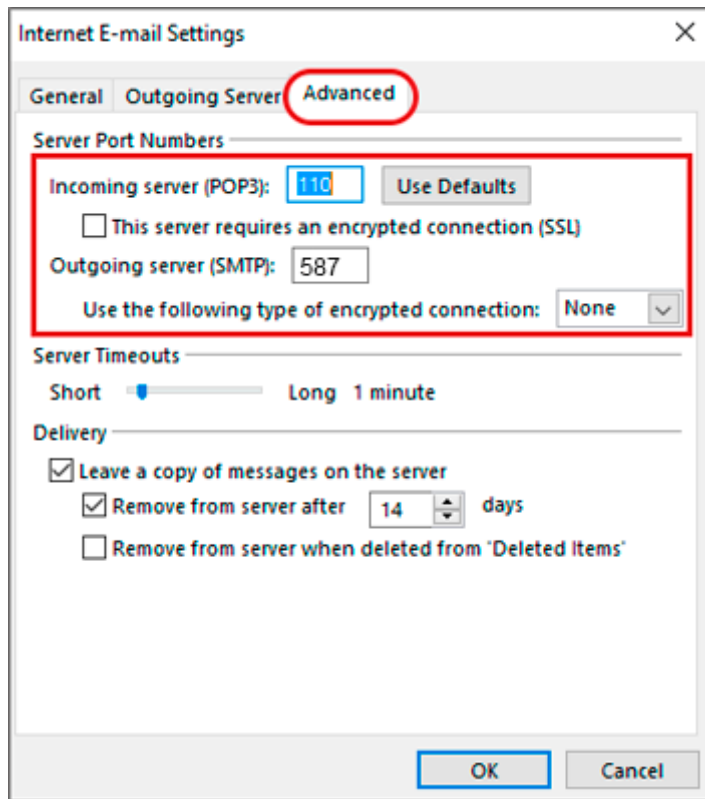 Internet E-mail Settings
General Outgoing Server Advanced
Server Port Numbers
Incoming server (POP3): 110 Use Defaults
This server requires an encrypted connection (SSL)
Outgoing server (SMTP): 587
Use the following type of encrypted connection: None
Server Timeouts
Short Long 1 minute
Delivery
Leave a copy of messages on the server
Remove from server after 14 days
Remove from server when deleted from 'Deleted Items'
OK Cancel